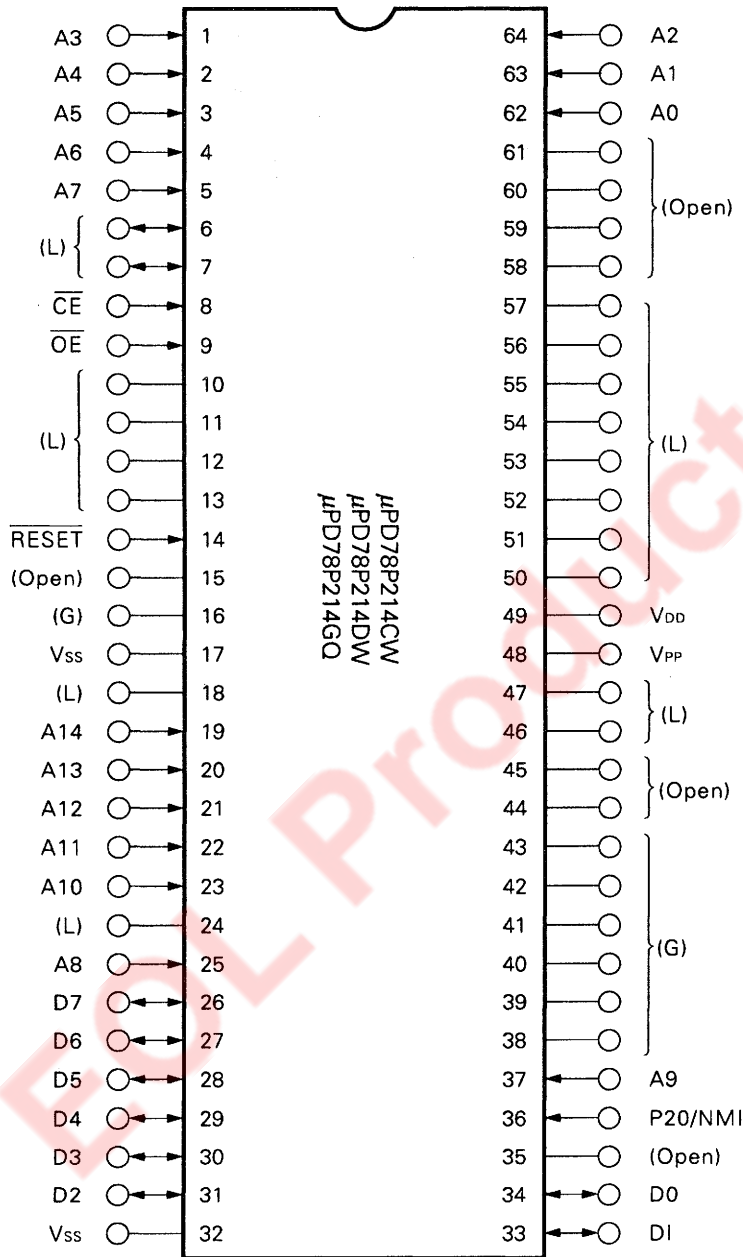 A3 1 64 A2
A4 2 63 A1
A5 3 62 A0
A6 4 61
A7 5 60
(Open)
6 59
(L)
7 58
C̅E̅ 8 57
O̅E̅ 9 56
10 55
11 54
(L) (L)
12 53
13 52
R̅E̅S̅E̅T̅ 14 51
(Open) 15 50
(G) 16 49 VDD
Vss 17 48 VPP
(L) 18 47
(L)
A14 19 46
A13 20 45
(Open)
A12 21 44
A11 22 43
A10 23 42
(L) 24 41
(G)
A8 25 40
D7 26 39
D6 27 38
D5 28 37 A9
D4 29 36 P20/NMI
D3 30 35 (Open)
D2 31 34 D0
Vss 32 33 DI
μPD78P214CW
μPD78P214DW
μPD78P214GQ
EOL Product